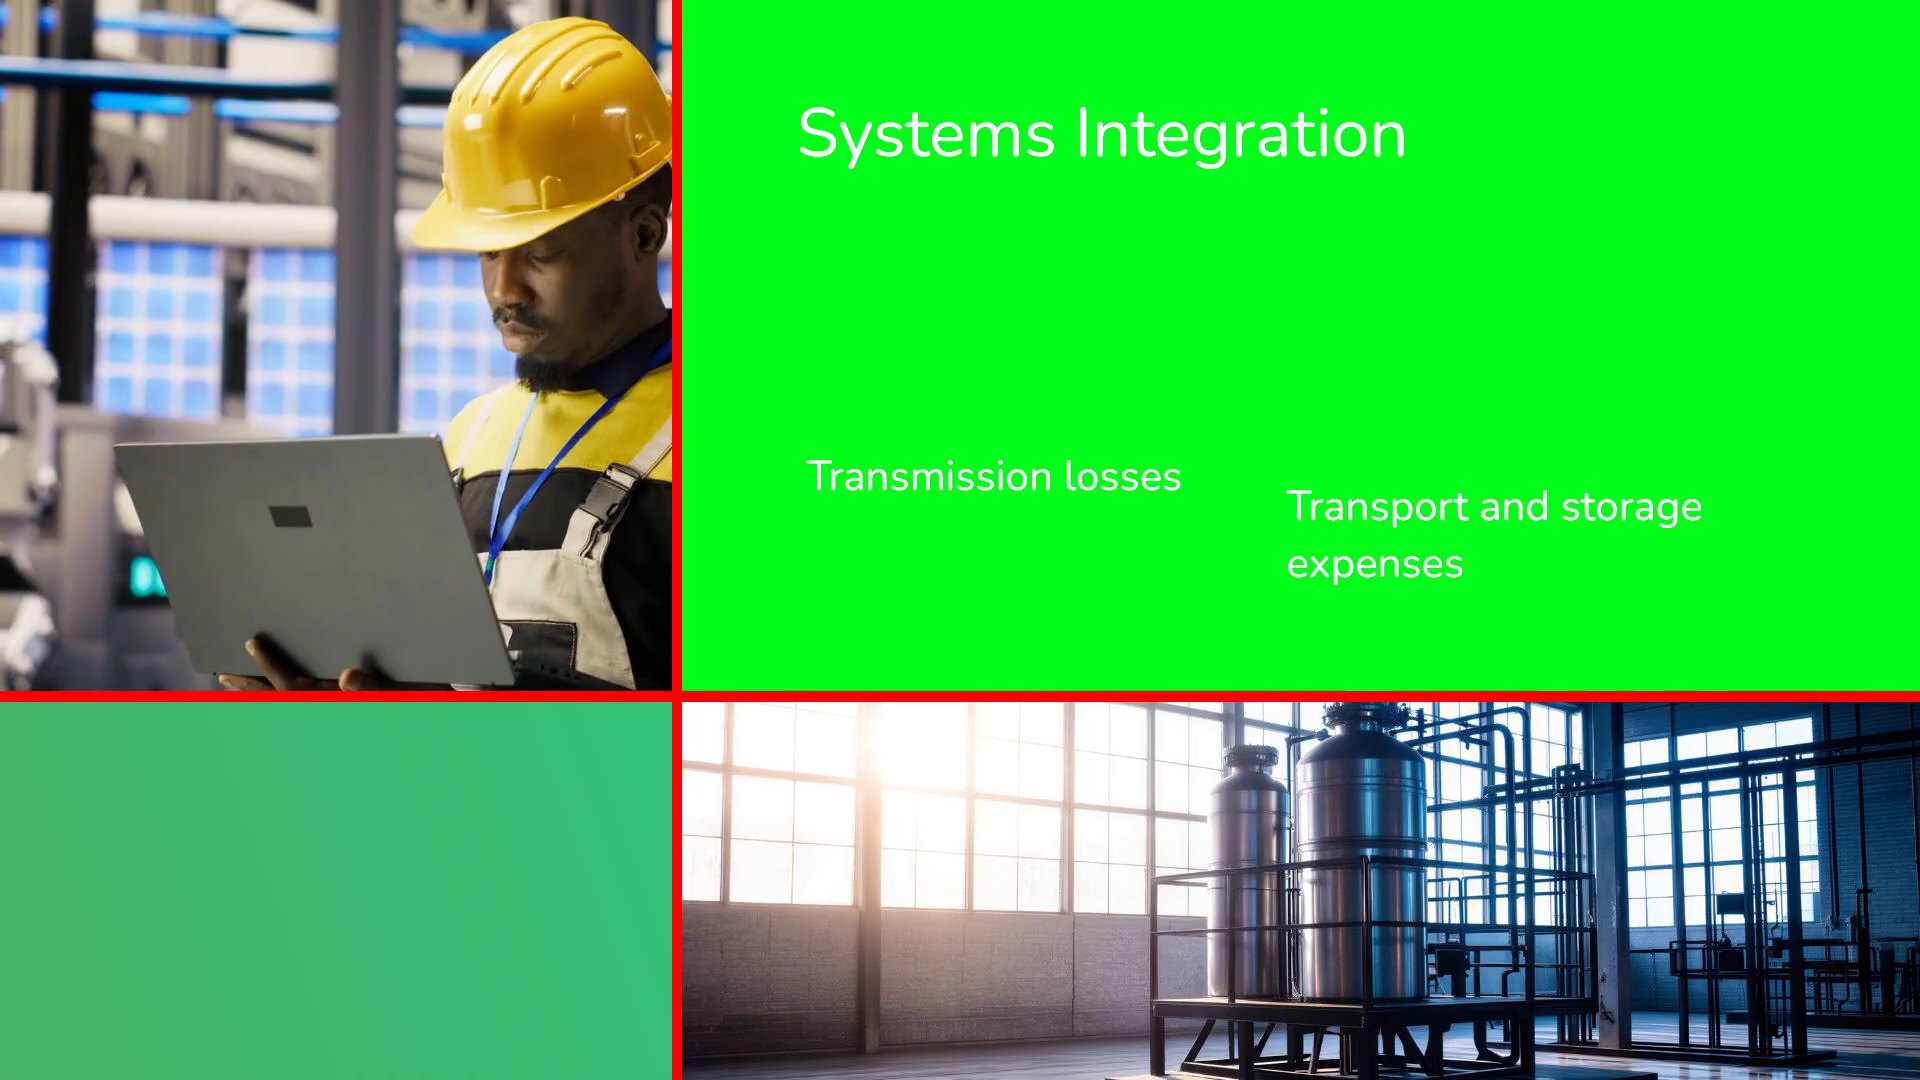 Systems Integration
Transmission losses
Transport and storage
expenses